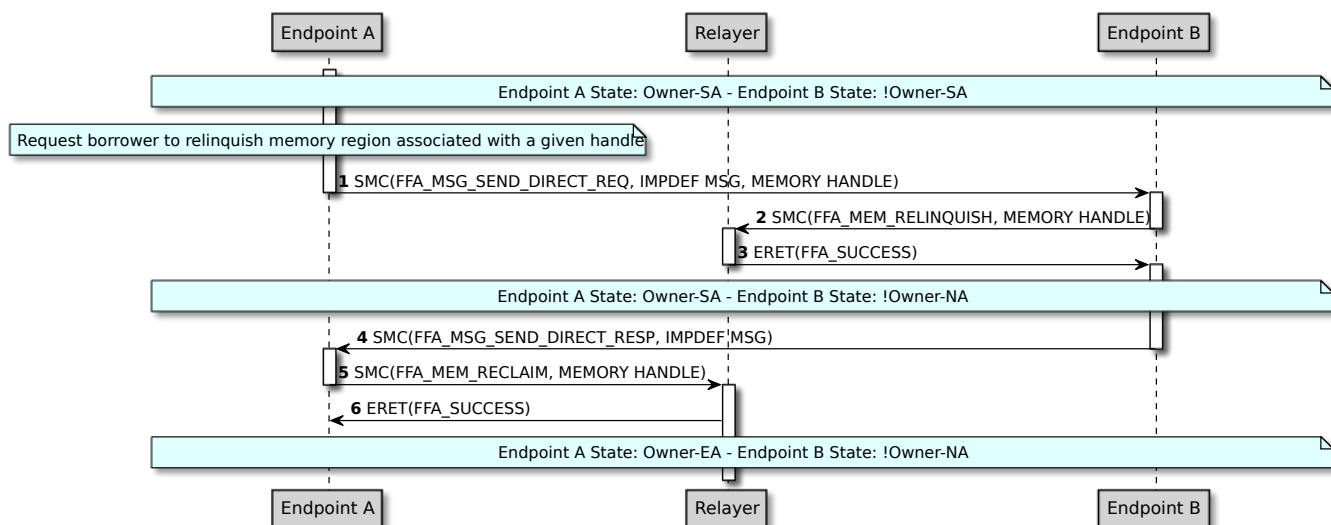 Endpoint A
Relayer
Endpoint B
Endpoint A State: Owner-SA - Endpoint B State: !Owner-SA
Request borrower to relinquish memory region associated with a given handle
1 SMC(FFA_MSG_SEND_DIRECT_REQ, IMPDEF MSG, MEMORY HANDLE)
2 SMC(FFA_MEM_RELINQUISH, MEMORY HANDLE)
3 ERET(FFA_SUCCESS)
Endpoint A State: Owner-SA - Endpoint B State: !Owner-NA
4 SMC(FFA_MSG_SEND_DIRECT_RESP, IMPDEF MSG)
5 SMC(FFA_MEM_RECLAIM, MEMORY HANDLE)
6 ERET(FFA_SUCCESS)
Endpoint A State: Owner-EA - Endpoint B State: !Owner-NA
Endpoint A
Relayer
Endpoint B